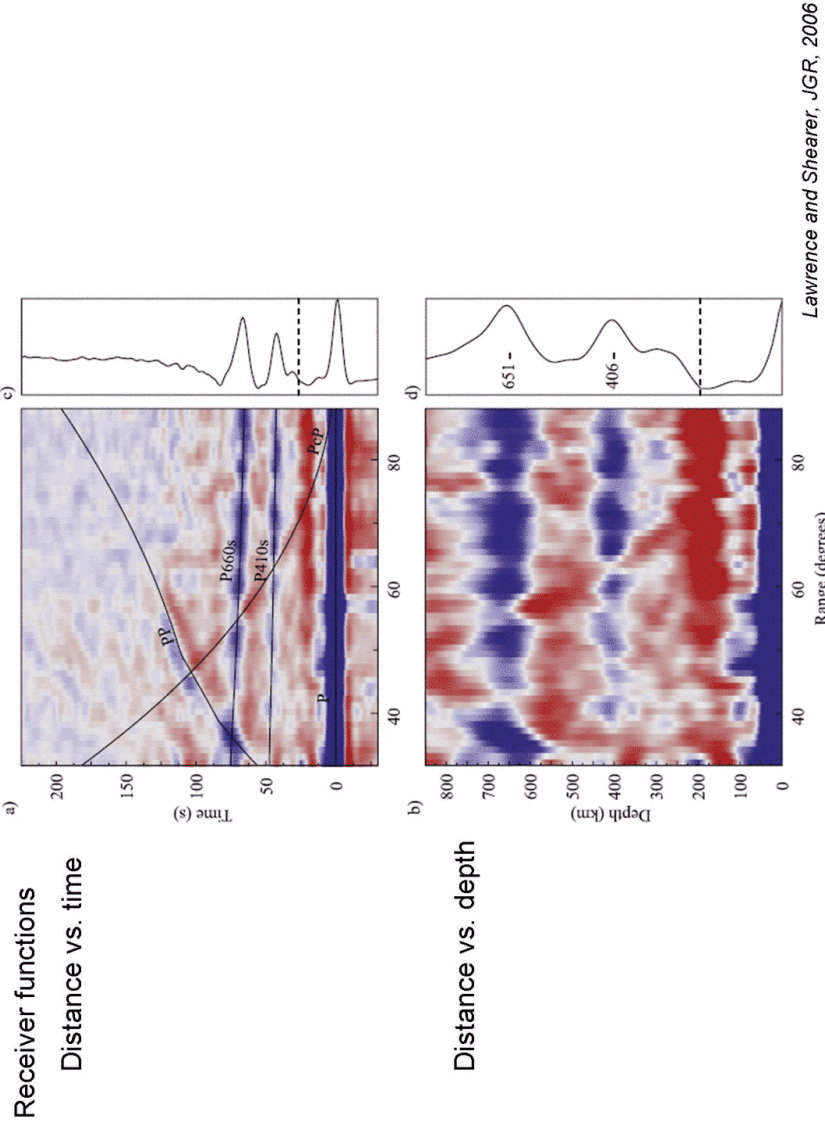 Receiver functions
Distance vs. time
a)
Time (s)
200
150
100
50
0
PP
P660s
P410s
PcP
P
40
60
80
c)
Distance vs. depth
b)
Depth (km)
800
700
600
500
400
300
200
100
0
40
60
80
Range (degrees)
d)
651
406
Lawrence and Shearer, JGR, 2006